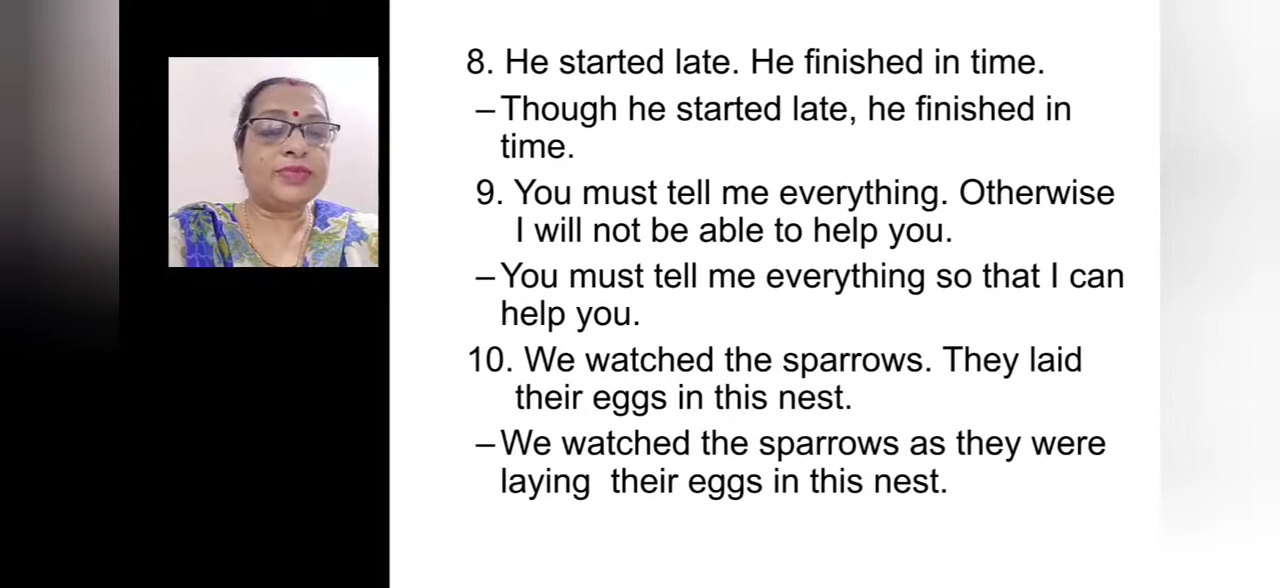 8. He started late. He finished in time.
– Though he started late, he finished in
time.
9. You must tell me everything. Otherwise
I will not be able to help you.
– You must tell me everything so that I can
help you.
10. We watched the sparrows. They laid
their eggs in this nest.
– We watched the sparrows as they were
laying  their eggs in this nest.